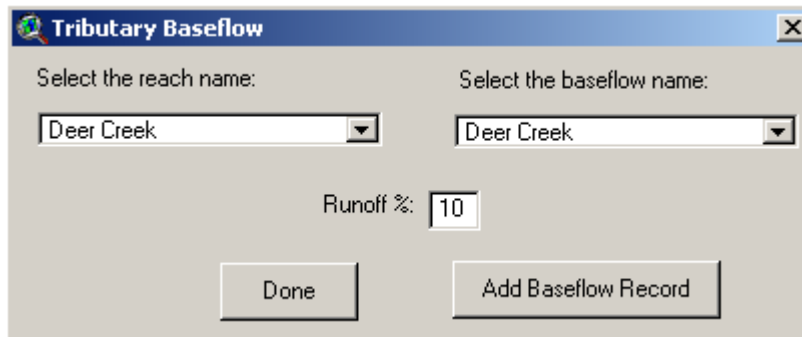 Tributary Baseflow
Select the reach name: Select the baseflow name:
Deer Creek Deer Creek
Runoff %: 10
Done Add Baseflow Record